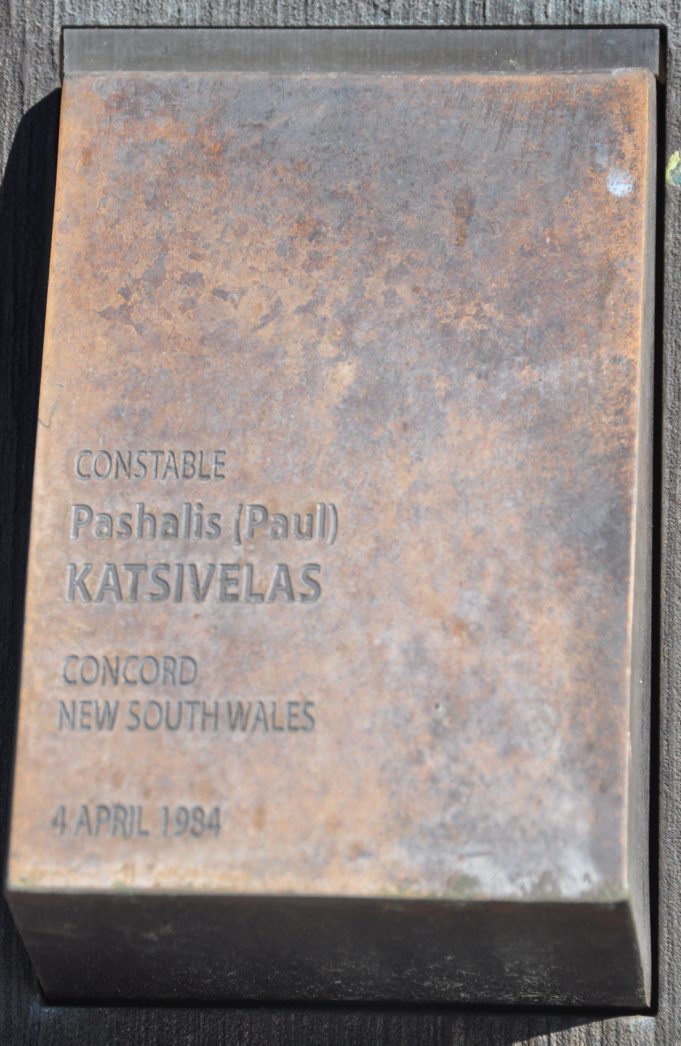 CONSTABLE
Pashalis (Paul)
KATSIVELAS
CONCORD
NEW SOUTH WALES
4 APRIL 1984